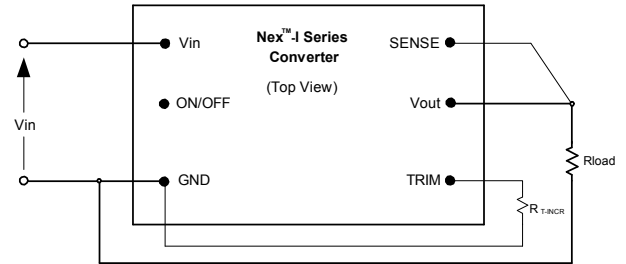 Nex™-I Series
Converter
(Top View)
Vin
SENSE
ON/OFF
Vout
Vin
Rload
GND
TRIM
R T-INCR